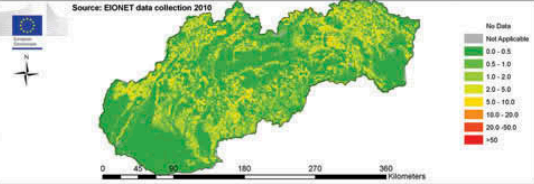 Source: EIONET data collection 2010
European
Commission
N
No Data
Not Applicable
0.0 - 0.5
0.5 - 1.0
1.0 - 2.0
2.0 - 5.0
5.0 - 10.0
10.0 - 20.0
20.0 -50.0
>50
0 45 90 180 270 360
Kilometers